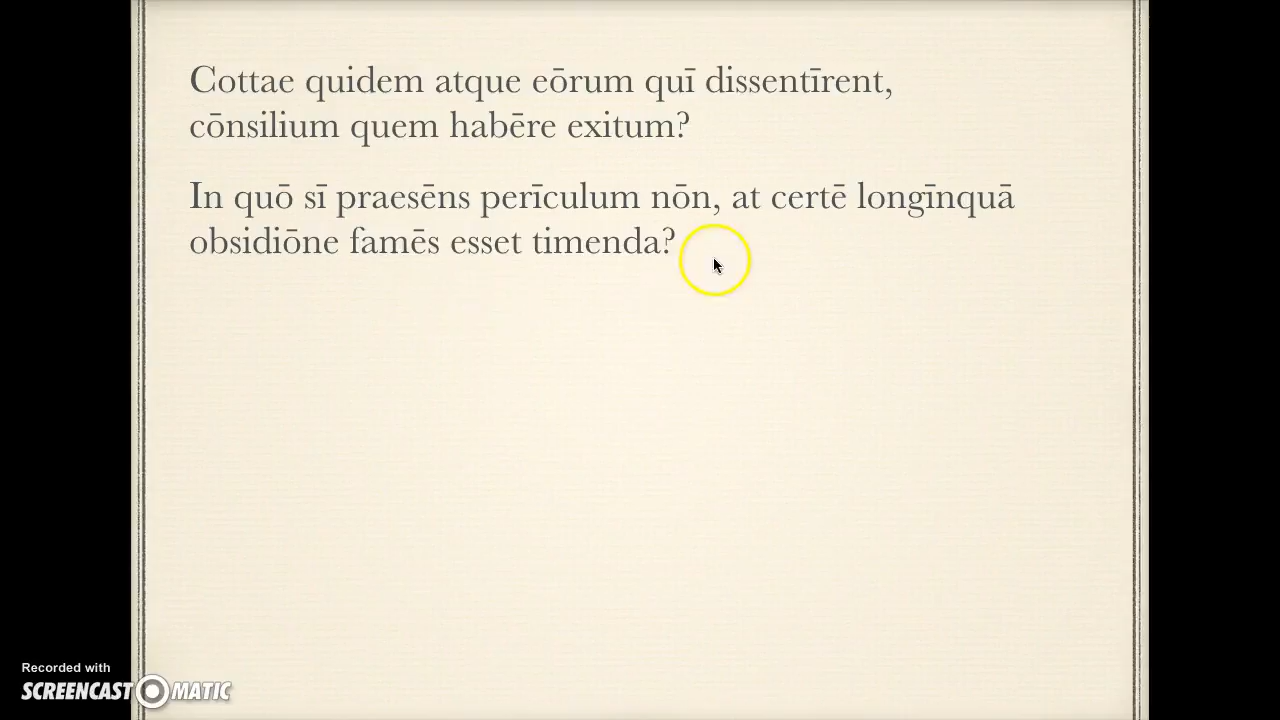 Cottae quidem atque eōrum quī dissentīrent,
cōnsilium quem habēre exitum?
In quō sī praesēns perīculum nōn, at certē longīnquā
obsidiōne famēs esset timenda?
Recorded with
SCREENCAST O MATIC